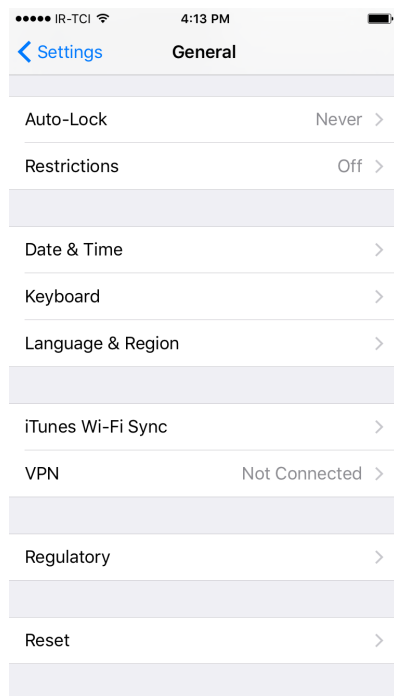 ●●●●● IR-TCI 4:13 PM
Settings General
Auto-Lock Never
Restrictions Off
Date & Time
Keyboard
Language & Region
iTunes Wi-Fi Sync
VPN Not Connected
Regulatory
Reset